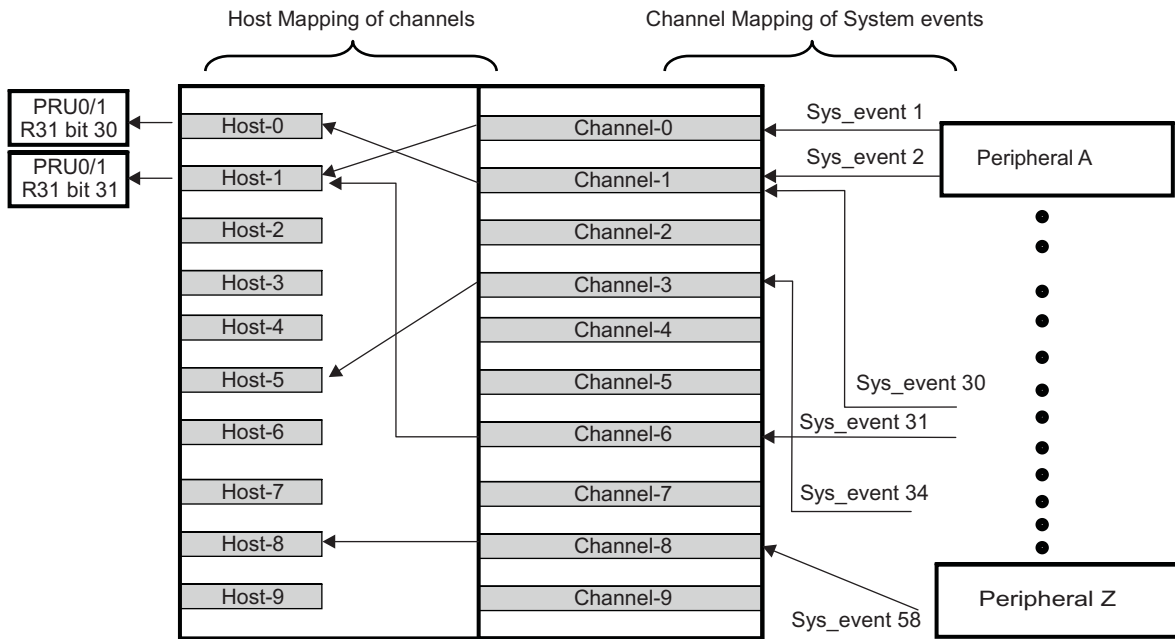 Host Mapping of channels
Channel Mapping of System events
PRU0/1
R31 bit 30
PRU0/1
R31 bit 31
Host-0
Host-1
Host-2
Host-3
Host-4
Host-5
Host-6
Host-7
Host-8
Host-9
Channel-0
Channel-1
Channel-2
Channel-3
Channel-4
Channel-5
Channel-6
Channel-7
Channel-8
Channel-9
Sys_event 1
Sys_event 2
Sys_event 30
Sys_event 31
Sys_event 34
Sys_event 58
Peripheral A
Peripheral Z